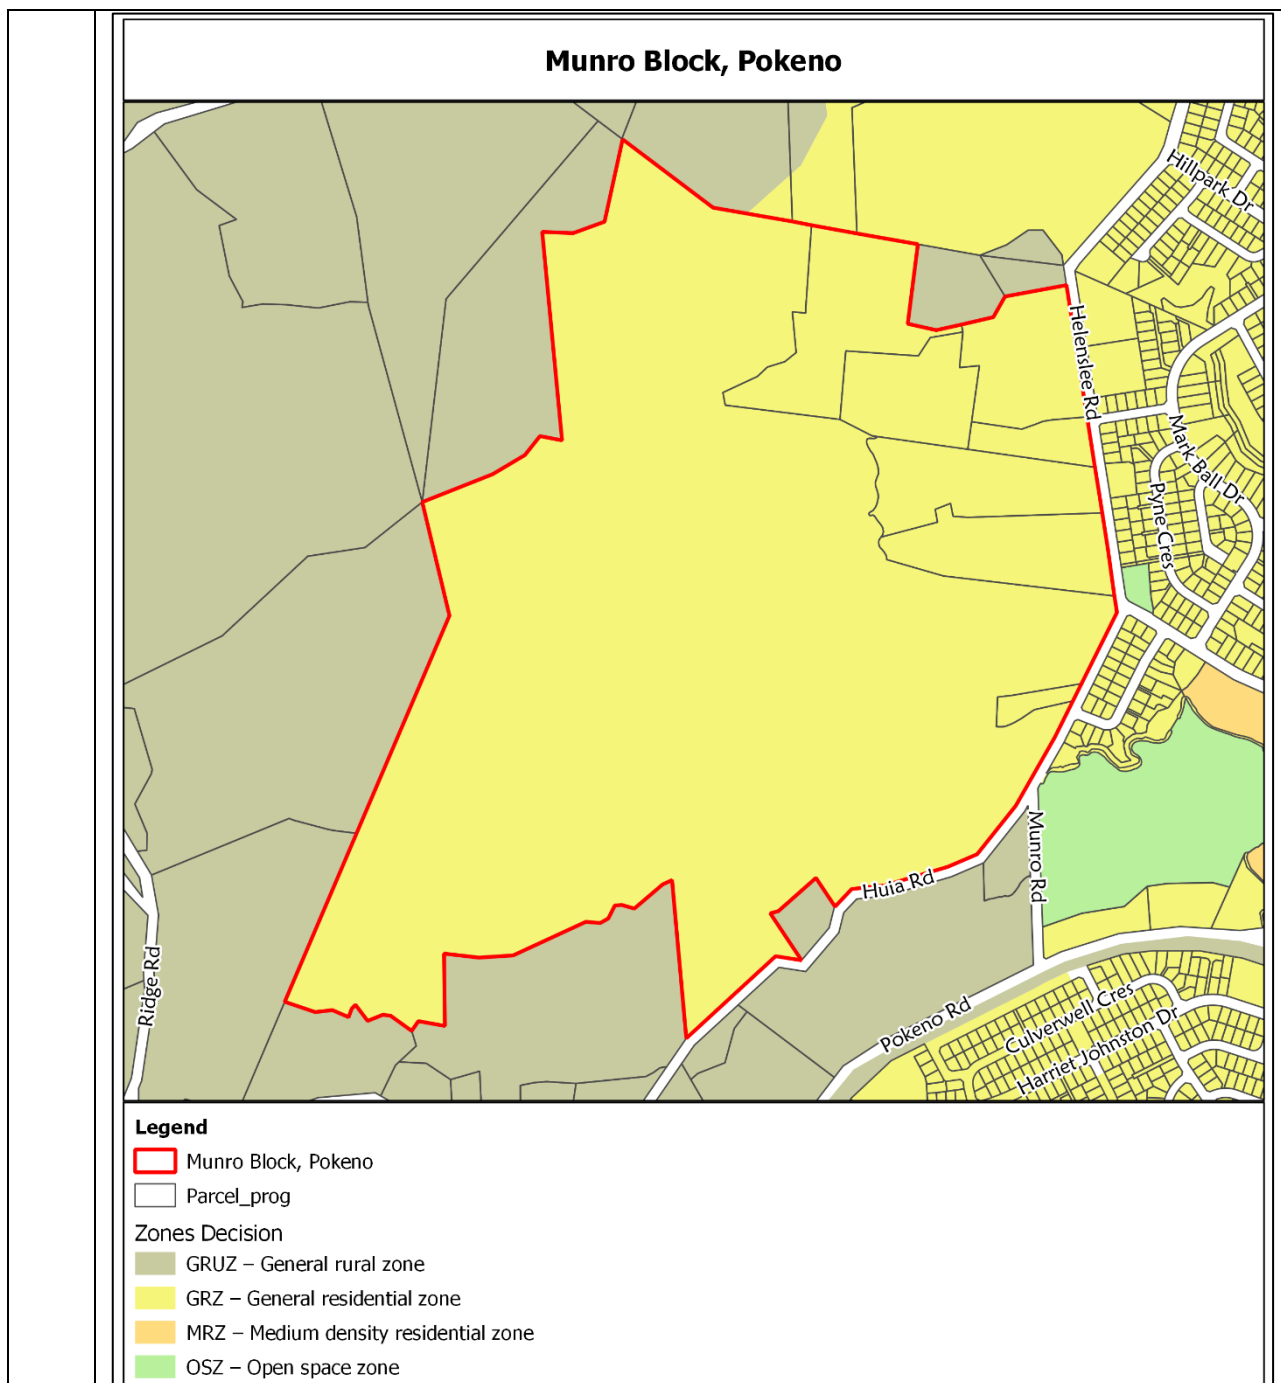 Munro Block, Pokeno
Hillpark Dr
Helenslee Rd
Mark Ball Dr
Pyne Cres
Munro Rd
Huia Rd
Ridge Rd
Pokeno Rd
Culverwell Cres
Harriet Johnston Dr
Legend
Munro Block, Pokeno
Parcel_prog
Zones Decision
GRUZ – General rural zone
GRZ – General residential zone
MRZ – Medium density residential zone
OSZ – Open space zone